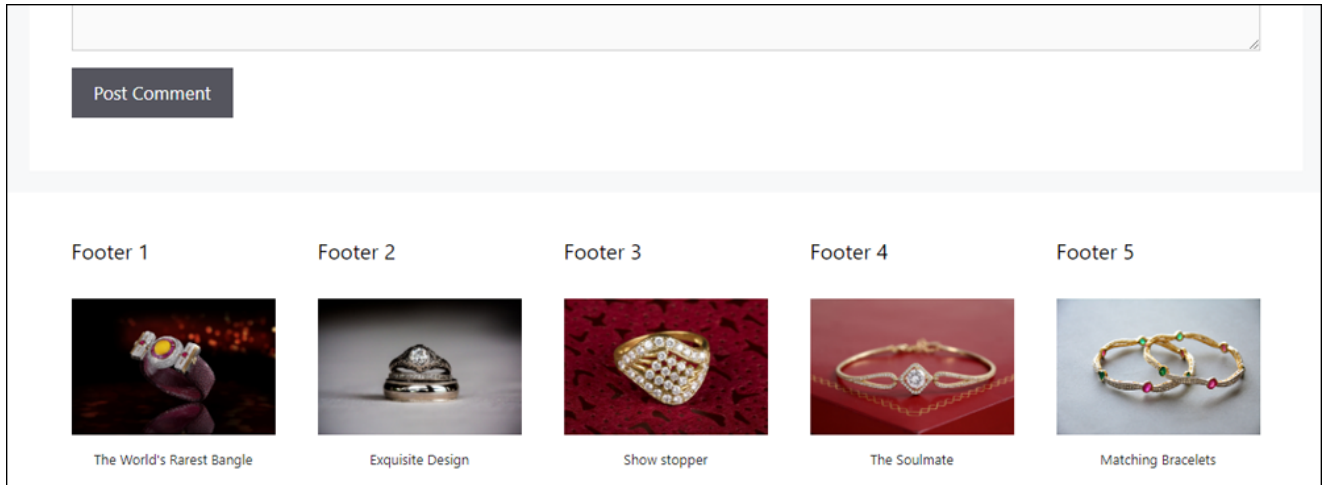 Post Comment
Footer 1
Footer 2
Footer 3
Footer 4
Footer 5
The World's Rarest Bangle
Exquisite Design
Show stopper
The Soulmate
Matching Bracelets